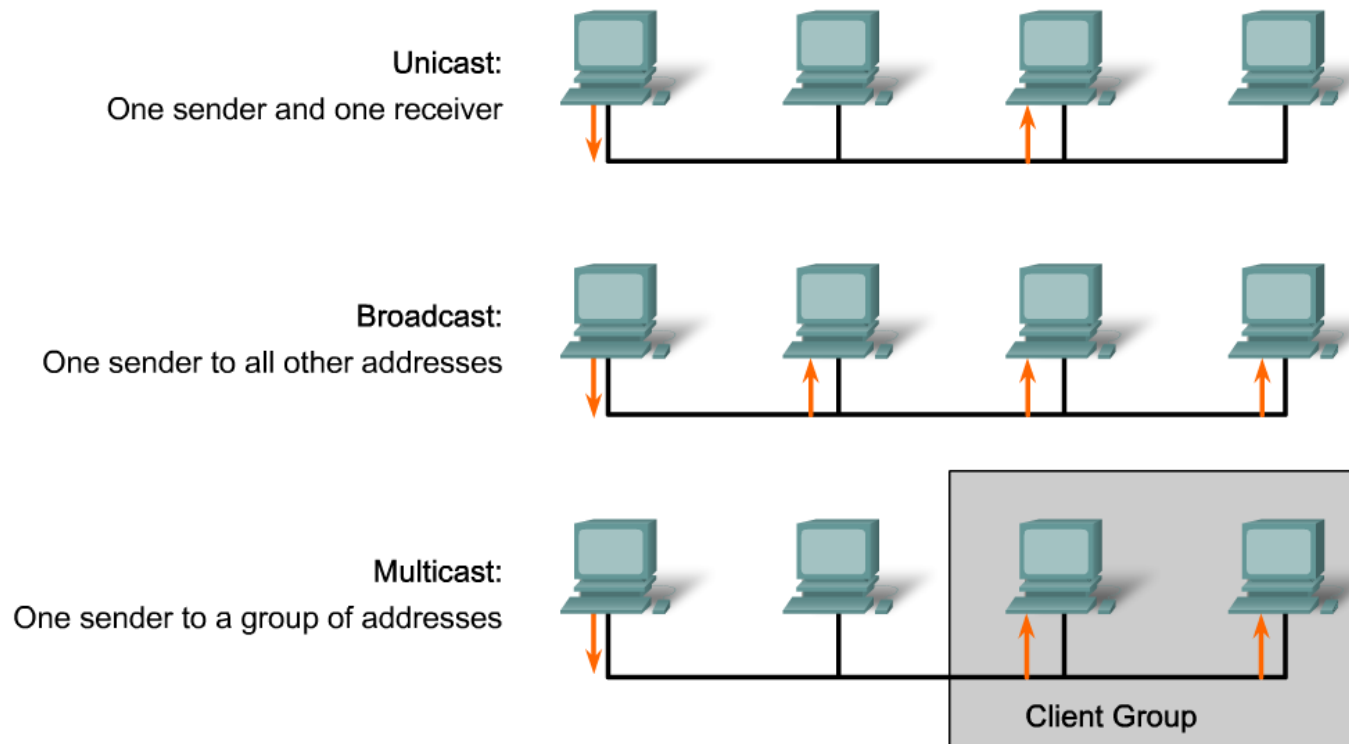 Unicast:
One sender and one receiver
Broadcast:
One sender to all other addresses
Multicast:
One sender to a group of addresses
Client Group